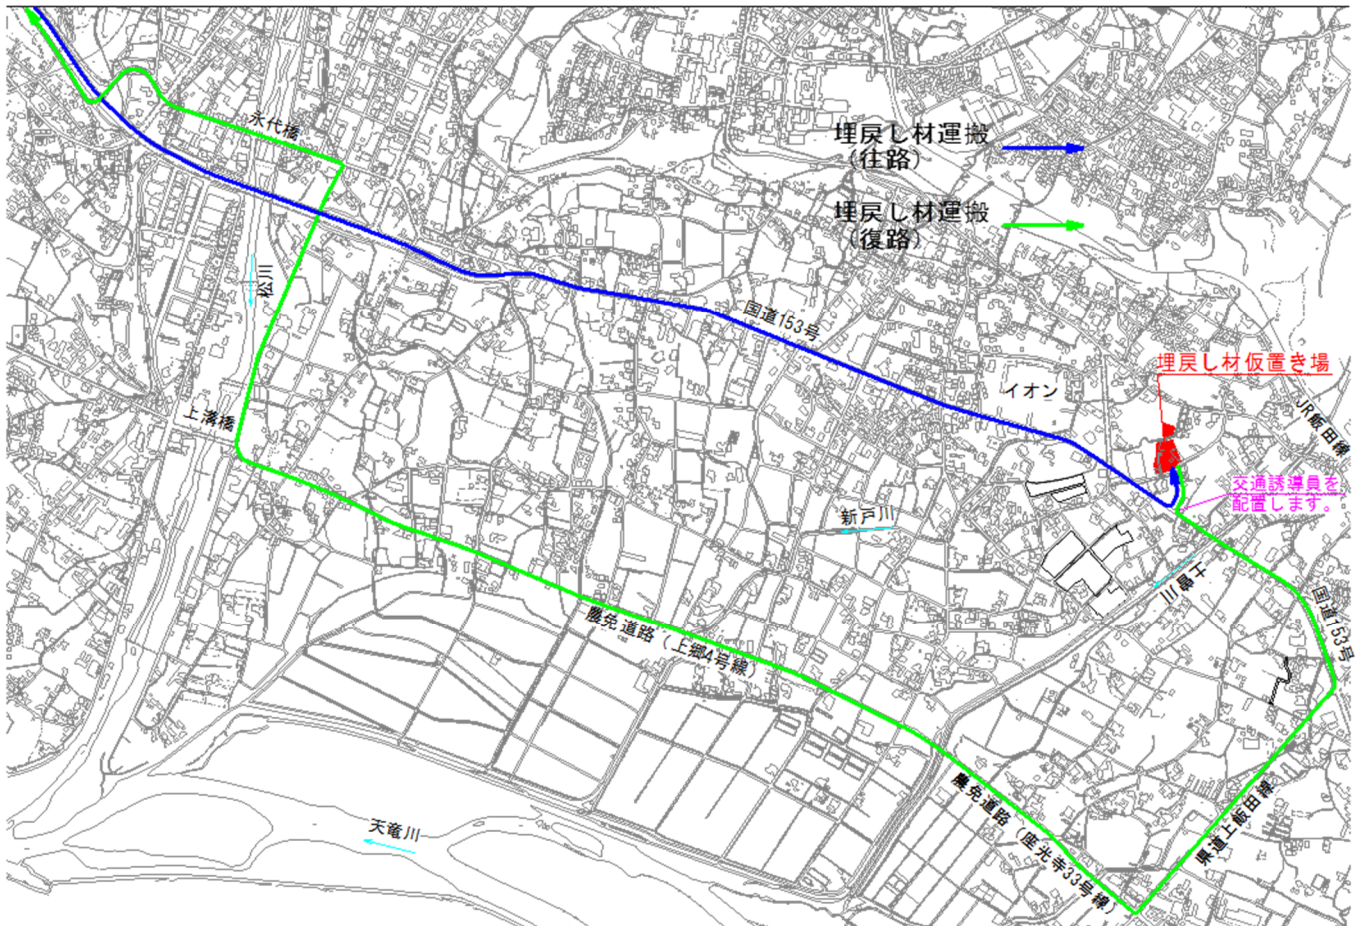 永代橋
埋戻し材運搬
（往路）
埋戻し材運搬
（復路）
松川
国道153号
埋戻し材仮置き場
イオン
JR飯田線
上溝橋
交通誘導員を
配置します。
新戸川
土曽川
国道153号
農免道路（上郷4号線）
農免道路（座光寺33号線）
県道上飯田線
天竜川